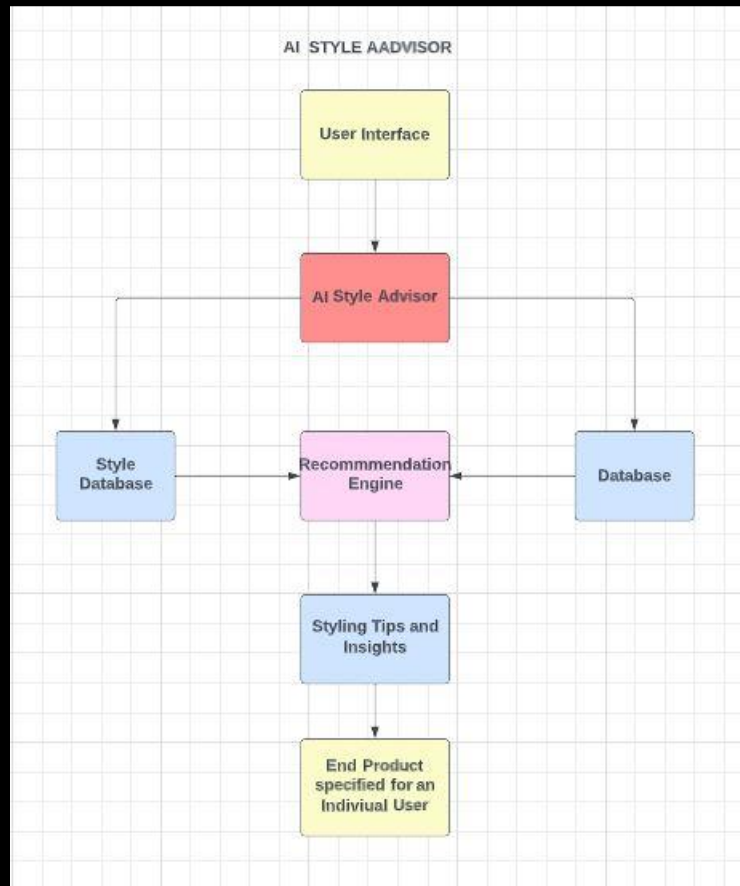 AI STYLE AADVISOR
User Interface
AI Style Advisor
Style
Database
Recommmendation
Engine
Database
Styling Tips and
Insights
End Product
specified for an
Indiviual User